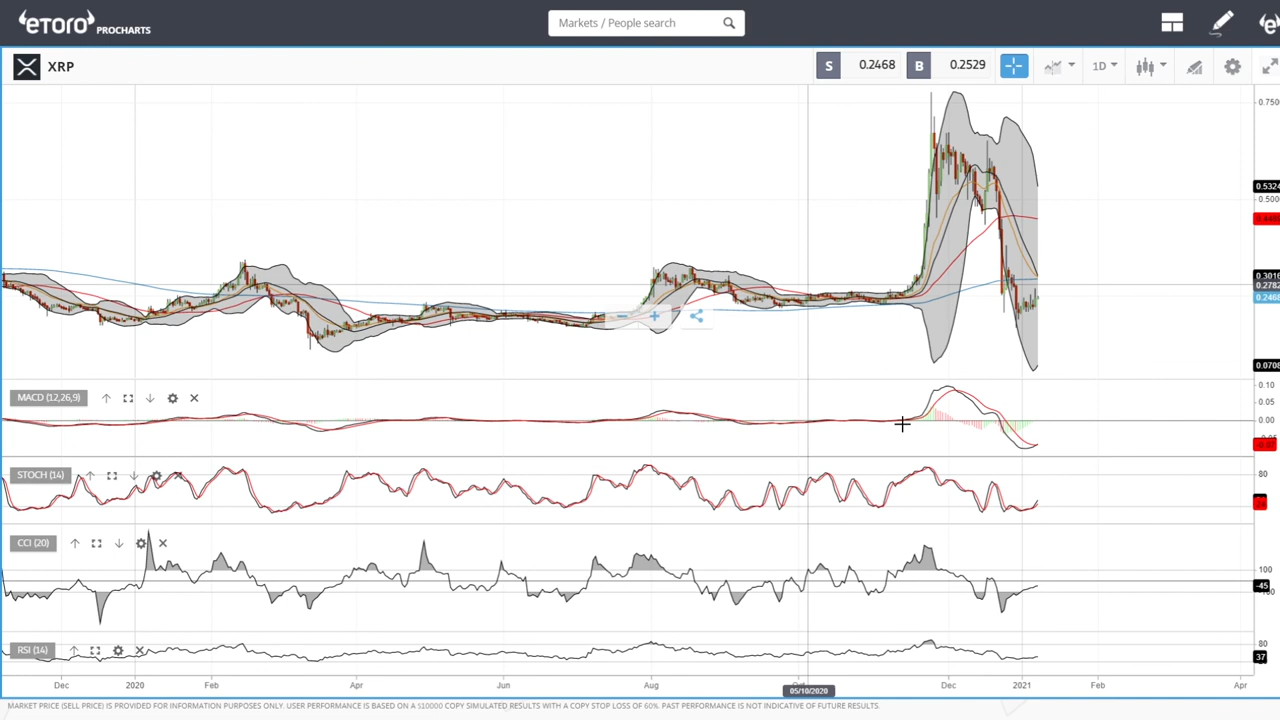 eTORO PROCHARTS
Markets / People search
XRP
S 0.2468 B 0.2529
1D
0.7500
0.5324
0.5000
0.3016
0.2782
0.2468
0.0708
MACD (12,26,9)
0.10
0.05
0.00
STOCH (14)
80
CCI (20)
100
-45
RSI (14)
80
37
Dec 2020 Feb Apr Jun Aug Dec 2021 Feb Apr
05/10/2020
MARKET PRICE (SELL PRICE) IS PROVIDED FOR INFORMATION PURPOSES ONLY. USER PERFORMANCE IS BASED ON A $10000 COPY SIMULATED RESULTS WITH A COPY STOP LOSS OF 60%. PAST PERFORMANCE IS NOT INDICATIVE OF FUTURE RESULTS.